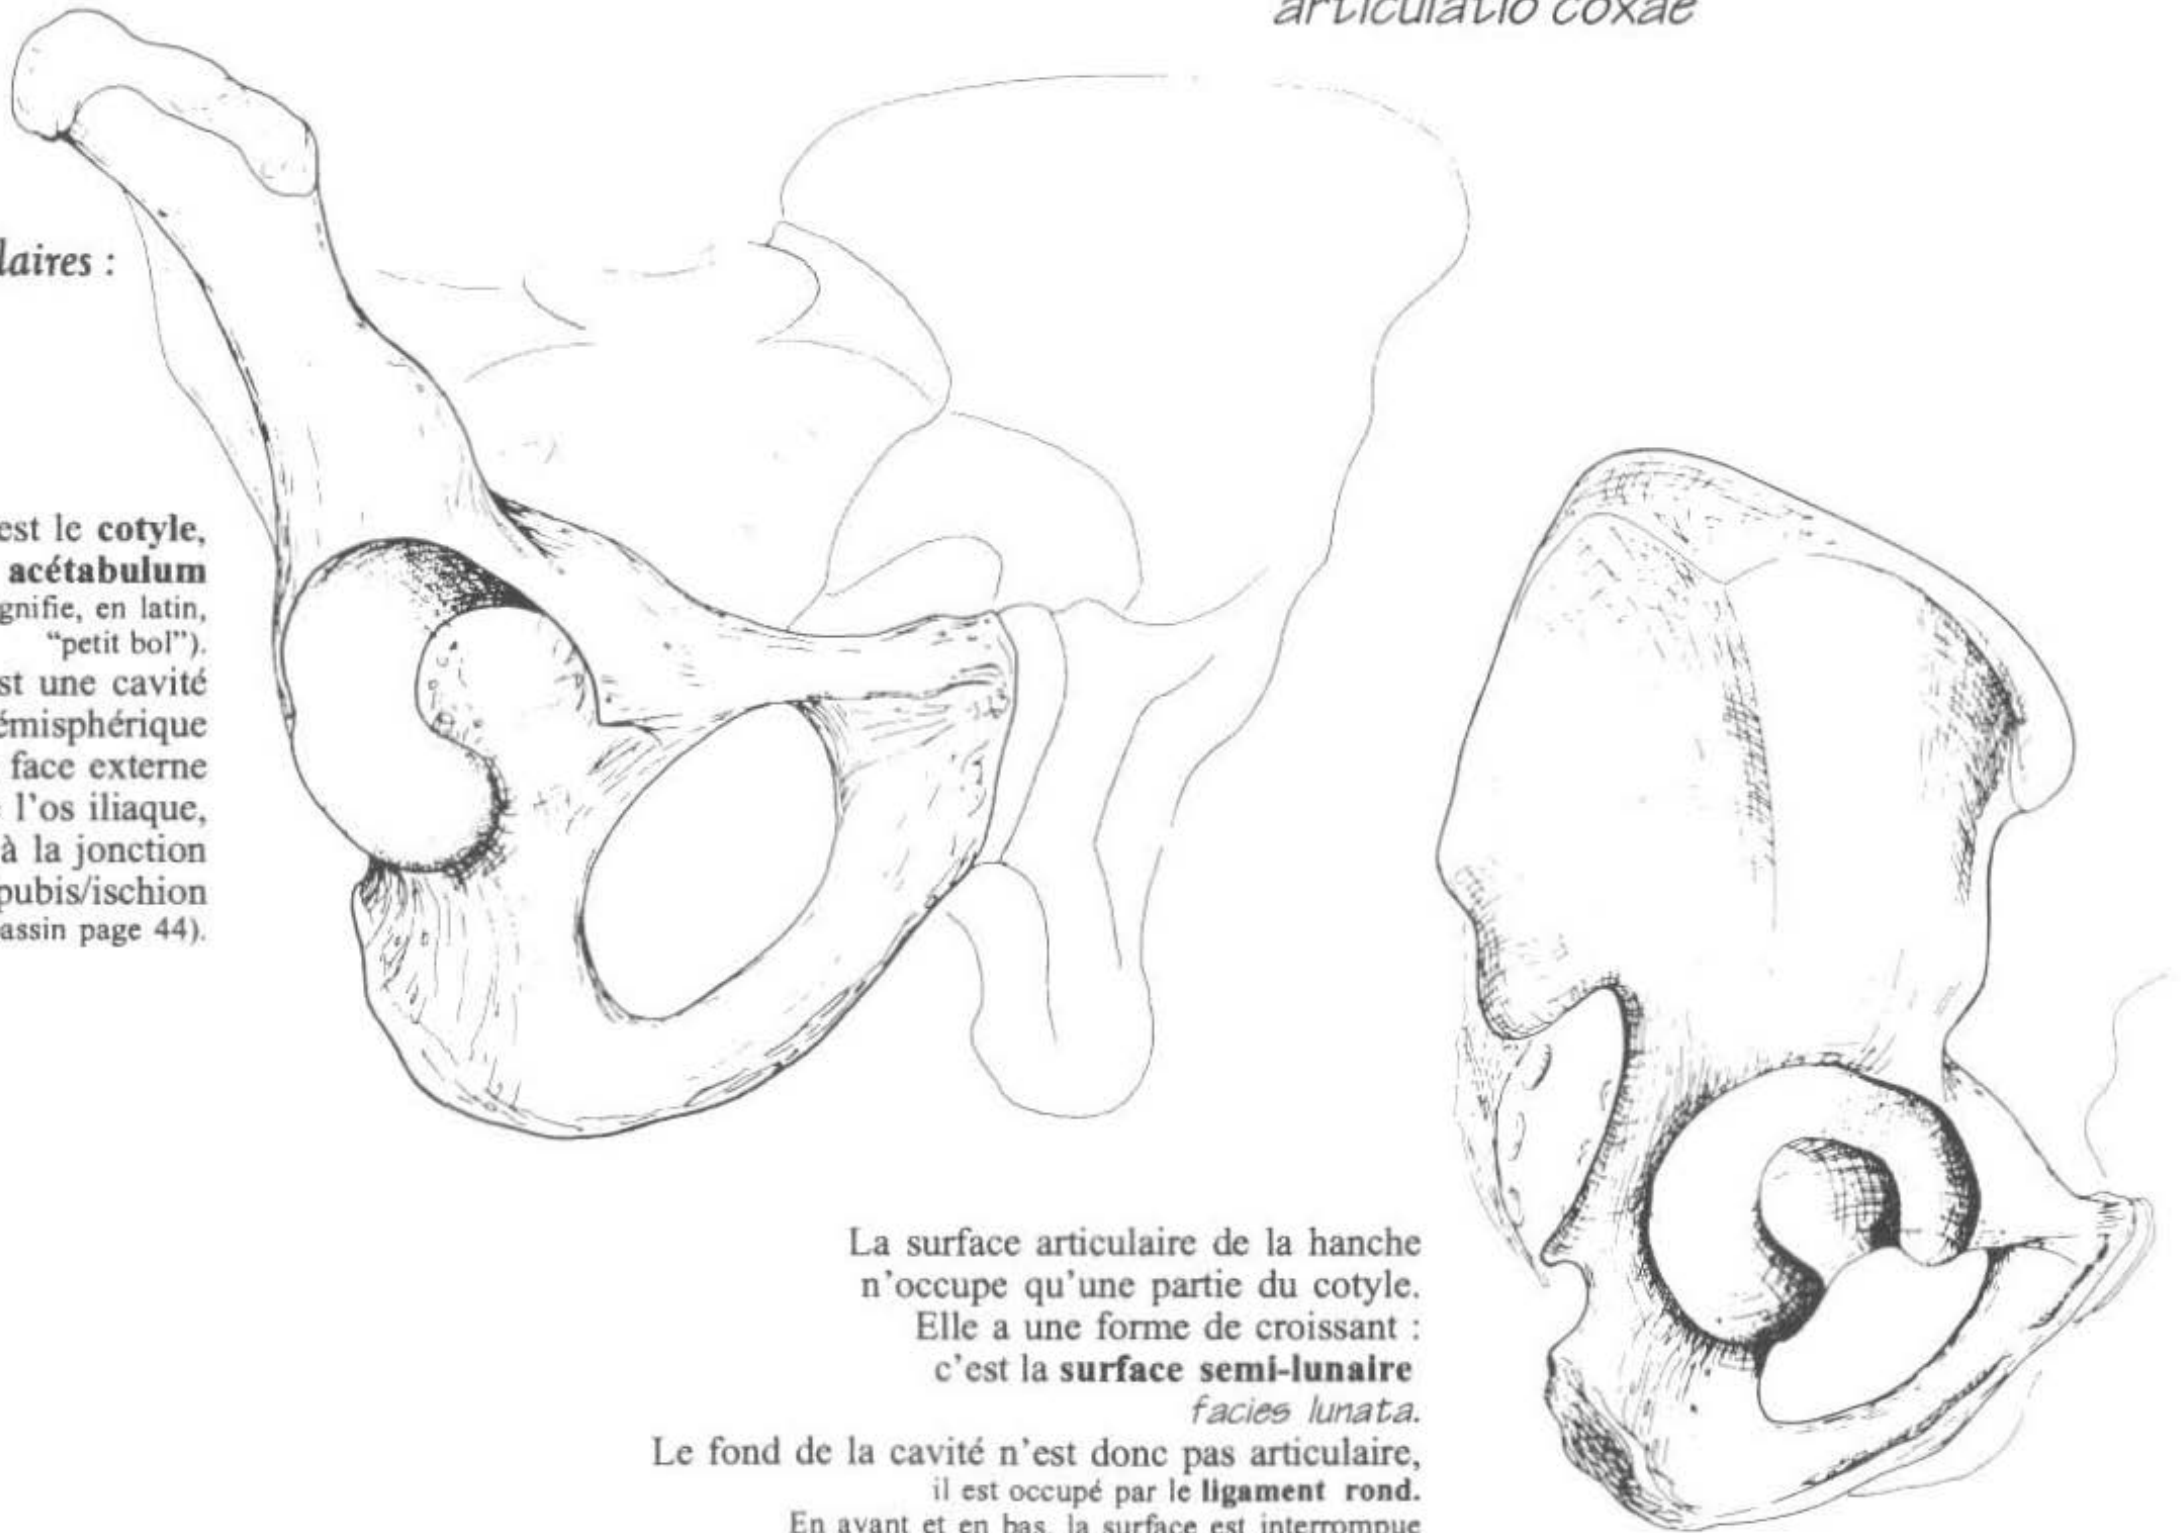 articulatio coxae
laires :
est le cotyle,
acétabulum
gnifie, en latin,
“petit bol”).
st une cavité
émisphérique
face externe
l'os iliaque,
à la jonction
pubis/ischion
assin page 44).
La surface articulaire de la hanche
n'occupe qu'une partie du cotyle.
Elle a une forme de croissant :
c'est la surface semi-lunaire
facies lunata.
Le fond de la cavité n'est donc pas articulaire,
il est occupé par le ligament rond.
En avant et en bas, la surface est interrompue